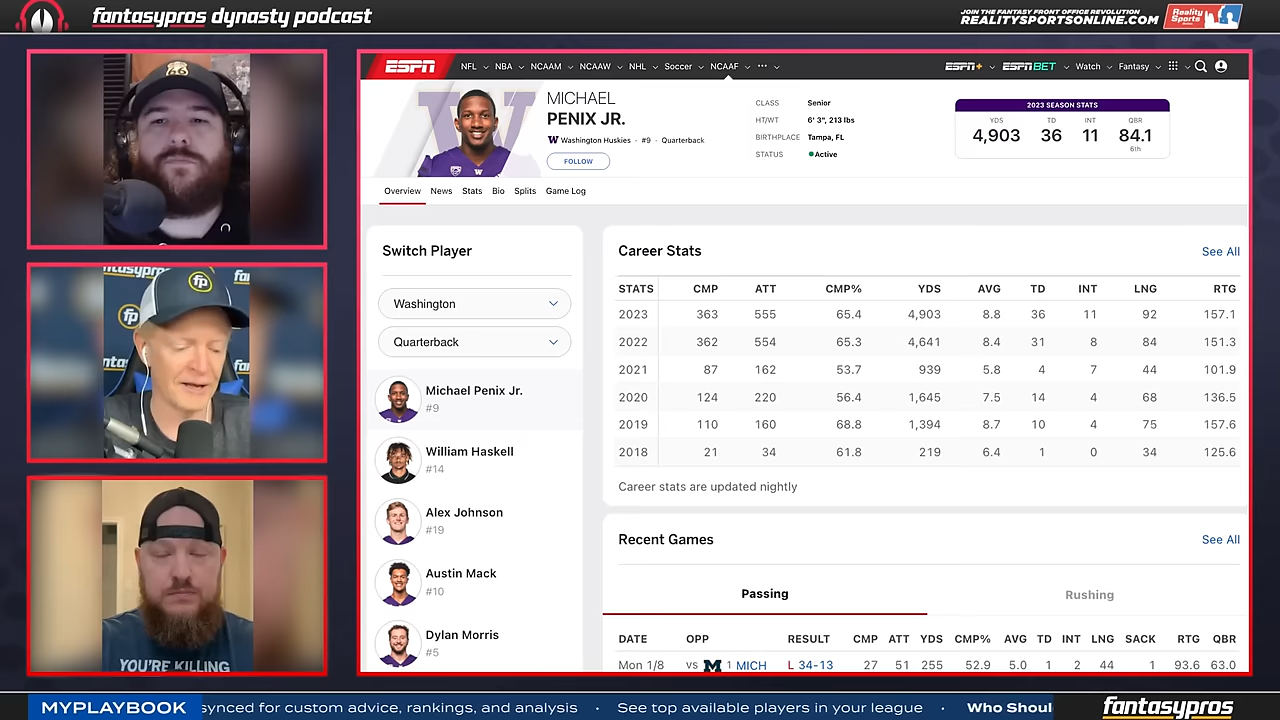 fantasypros dynasty podcast
JOIN THE FANTASY FRONT OFFICE REVOLUTION
REALITYSPORTSONLINE.COM
Reality Sports Online
ESPN NFL NBA NCAAM NCAAW NHL Soccer NCAAF ••• ESPN+ ESPN BET Watch Fantasy
MICHAEL
PENIX JR.
W Washington Huskies · #9 · Quarterback
FOLLOW
CLASS Senior
HT/WT 6' 3", 213 lbs
BIRTHPLACE Tampa, FL
STATUS Active
2023 SEASON STATS
YDS TD INT QBR
4,903 36 11 84.1
6th
Overview News Stats Bio Splits Game Log
Switch Player
Washington
Quarterback
Michael Penix Jr.
#9
William Haskell
#14
Alex Johnson
#19
Austin Mack
#10
Dylan Morris
#5
Career Stats See All
STATS CMP ATT CMP% YDS AVG TD INT LNG RTG
2023 363 555 65.4 4,903 8.8 36 11 92 157.1
2022 362 554 65.3 4,641 8.4 31 8 84 151.3
2021 87 162 53.7 939 5.8 4 7 44 101.9
2020 124 220 56.4 1,645 7.5 14 4 68 136.5
2019 110 160 68.8 1,394 8.7 10 4 75 157.6
2018 21 34 61.8 219 6.4 1 0 34 125.6
Career stats are updated nightly
Recent Games See All
Passing Rushing
DATE OPP RESULT CMP ATT YDS CMP% AVG TD INT LNG SACK RTG QBR
Mon 1/8 vs M 1 MICH L 34-13 27 51 255 52.9 5.0 1 2 44 1 93.6 63.0
fp
YOU'RE KILLING
MYPLAYBOOK synced for custom advice, rankings, and analysis · See top available players in your league · Who Shoul
fantasypros